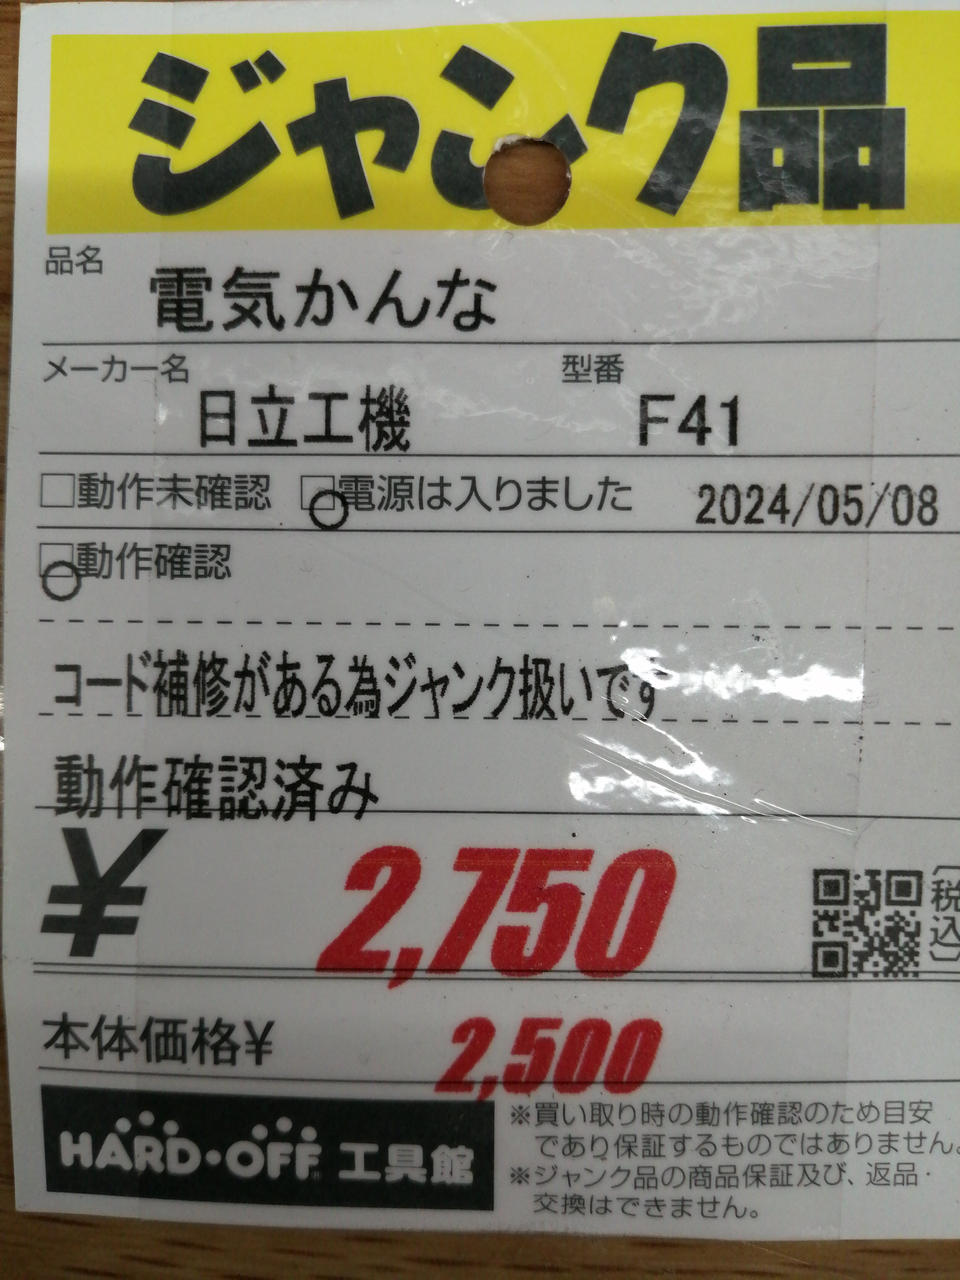 ジャンク品
品名
電気かんな
メーカー名 型番
日立工機 F41
□動作未確認 □電源は入りました 2024/05/08
□動作確認
コード補修がある為ジャンク扱いです
動作確認済み
¥ 2,750 税込
本体価格¥ 2,500
HARD・OFF 工具館
※買い取り時の動作確認のため目安
であり保証するものではありません。
※ジャンク品の商品保証及び、返品・
交換はできません。